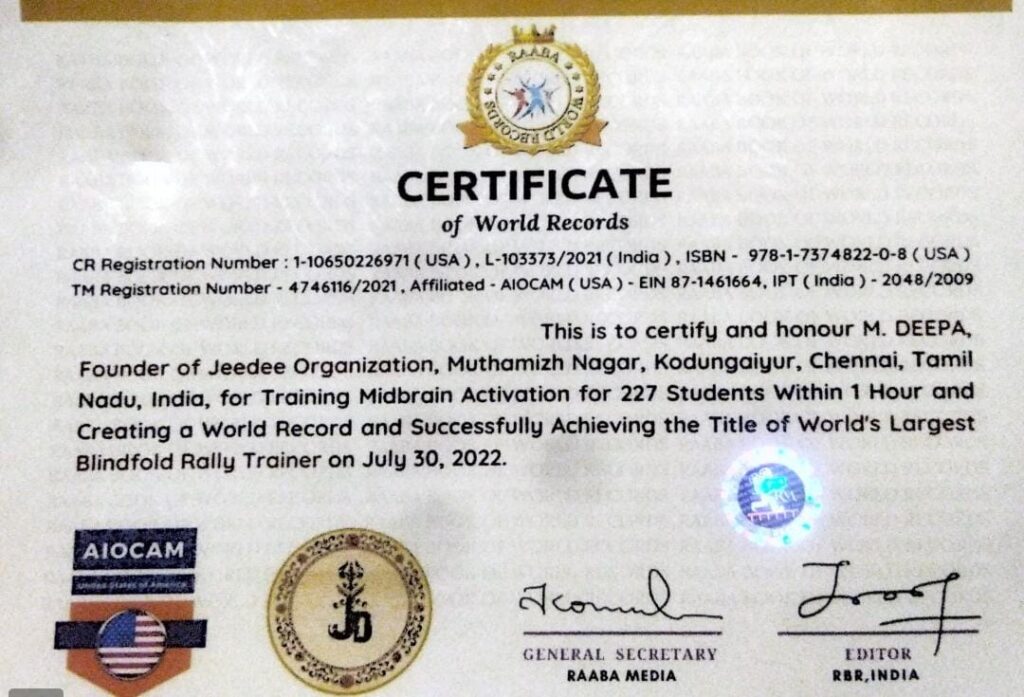 RAABA
WORLD RECORDS
CERTIFICATE
of World Records
CR Registration Number : 1-10650226971 ( USA ) , L-103373/2021 ( India ) , ISBN - 978-1-7374822-0-8 ( USA )
TM Registration Number - 4746116/2021 , Affiliated - AIOCAM ( USA ) - EIN 87-1461664, IPT ( India ) - 2048/2009
This is to certify and honour M. DEEPA,
Founder of Jeedee Organization, Muthamizh Nagar, Kodungaiyur, Chennai, Tamil
Nadu, India, for Training Midbrain Activation for 227 Students Within 1 Hour and
Creating a World Record and Successfully Achieving the Title of World's Largest
Blindfold Rally Trainer on July 30, 2022.
AIOCAM
UNITED STATES OF AMERICA
JD
GENERAL SECRETARY
RAABA MEDIA
EDITOR
RBR,INDIA